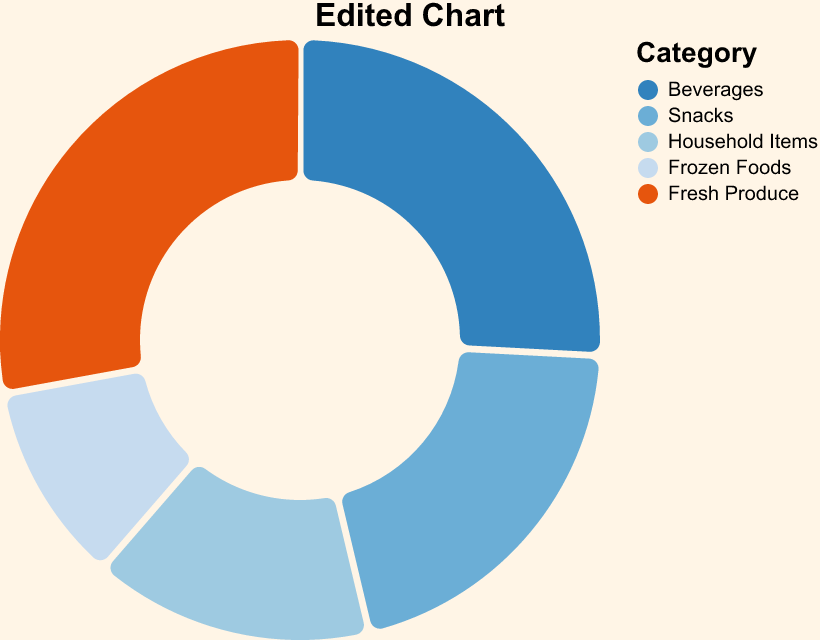 Edited Chart
Category
Beverages
Snacks
Household Items
Frozen Foods
Fresh Produce